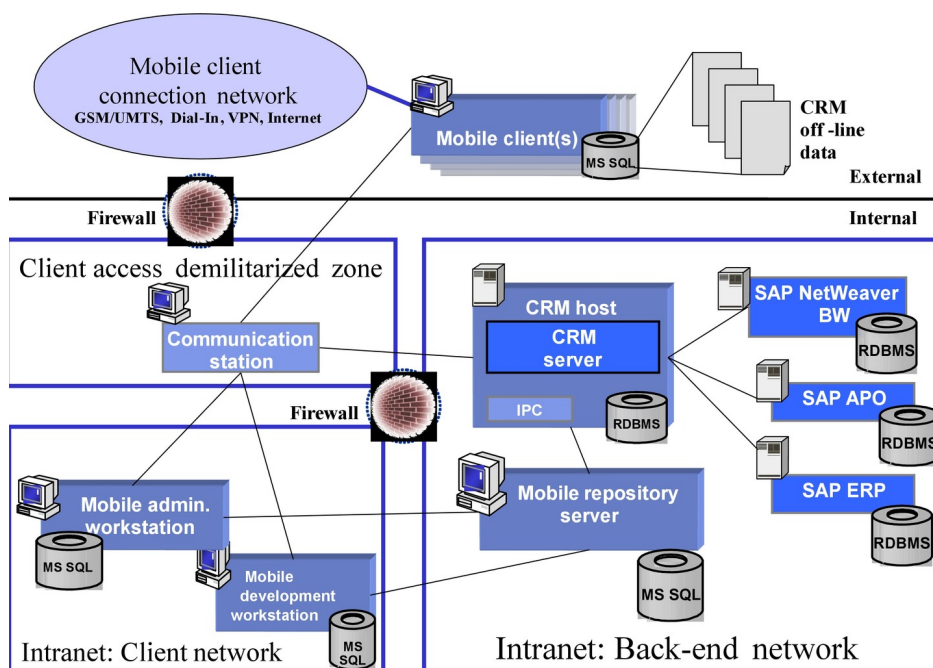 Mobile client
connection network
GSM/UMTS, Dial-In, VPN, Internet
Mobile client(s)
MS SQL
CRM
off -line
data
External
Firewall
Internal
Client access demilitarized zone
Communication
station
CRM host
CRM
server
IPC
RDBMS
SAP NetWeaver
BW
RDBMS
SAP APO
RDBMS
SAP ERP
RDBMS
Firewall
Mobile admin.
workstation
MS SQL
Mobile
development
workstation
MS
SQL
Mobile repository
server
MS SQL
Intranet: Client network
Intranet: Back-end network